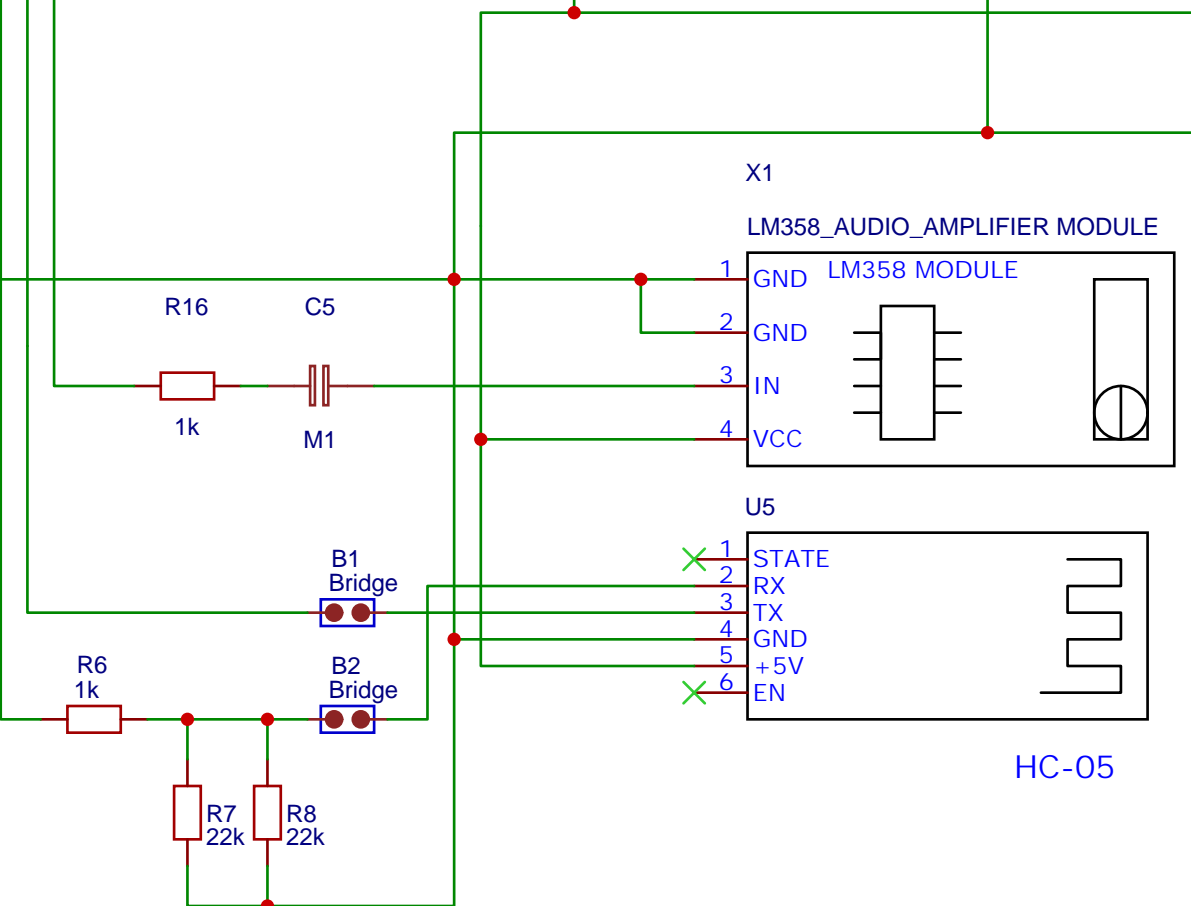 X1
LM358_AUDIO_AMPLIFIER MODULE
LM358 MODULE
1 GND
2 GND
3 IN
4 VCC
R16
1k
C5
M1
U5
1 STATE
2 RX
3 TX
4 GND
5 +5V
6 EN
HC-05
B1
Bridge
B2
Bridge
R6
1k
R7
22k
R8
22k